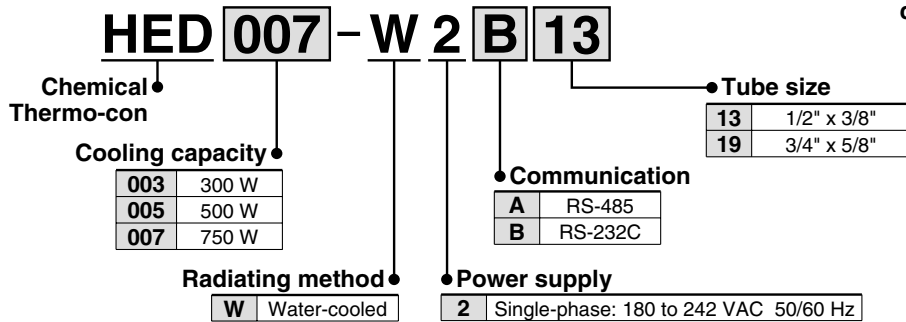 HED 007 - W 2 B 13
Chemical
Thermo-con
Tube size
13 1/2" x 3/8"
19 3/4" x 5/8"
Cooling capacity
003 300 W
005 500 W
007 750 W
Communication
A RS-485
B RS-232C
Radiating method
W Water-cooled
Power supply
2 Single-phase: 180 to 242 VAC 50/60 Hz